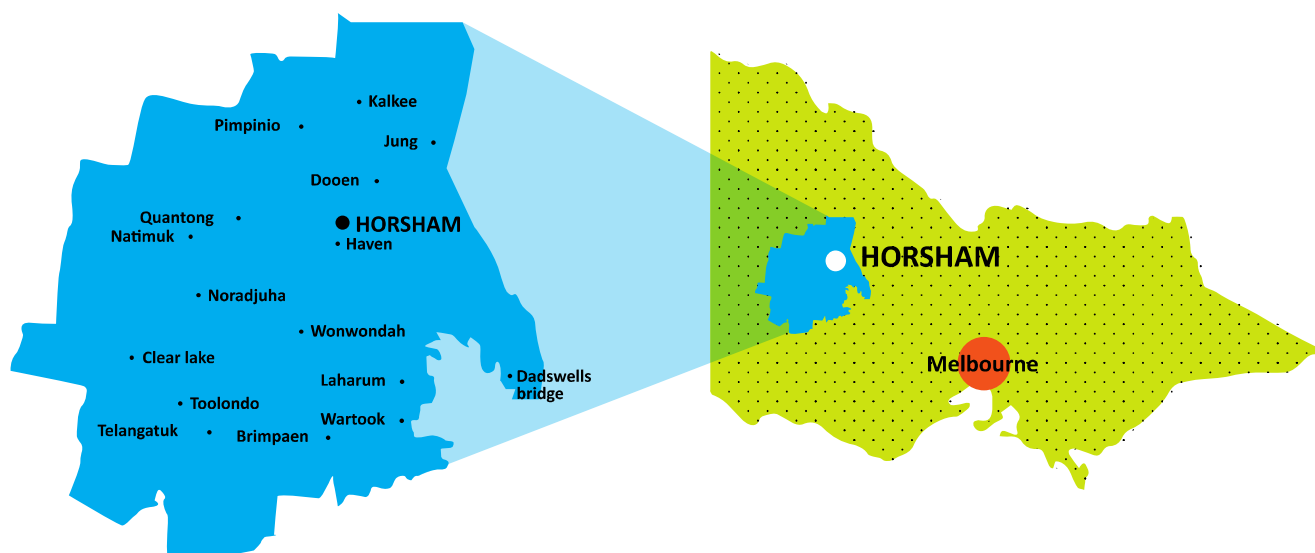 Kalkee
Pimpinio
Jung
Dooen
Quantong
HORSHAM
Natimuk
Haven
Noradjuha
Wonwondah
Clear lake
Laharum
Dadswells
bridge
Toolondo
Wartook
Telangatuk
Brimpaen
HORSHAM
Melbourne